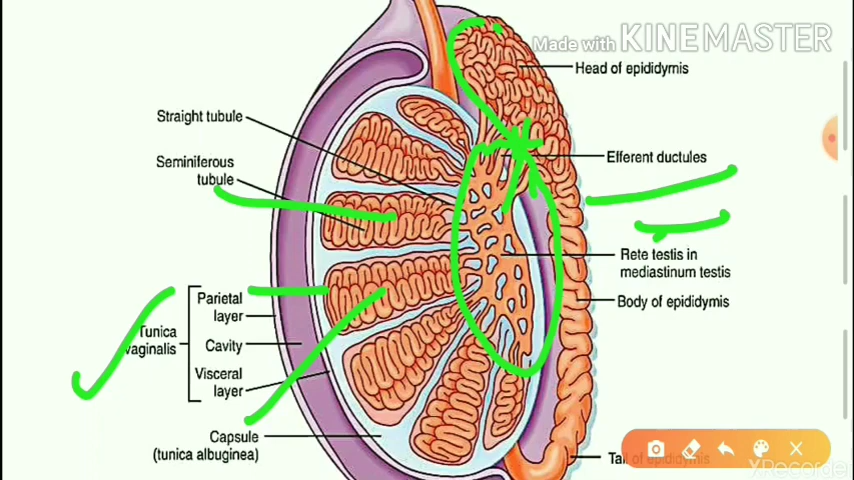 Made with KINEMASTER
Head of epididymis
Straight tubule
Efferent ductules
Seminiferous
tubule
Rete testis in
mediastinum testis
Body of epididymis
Parietal
layer
Tunica
vaginalis
Cavity
Visceral
layer
Capsule
(tunica albuginea)
Tail of epididymis
XRecorder